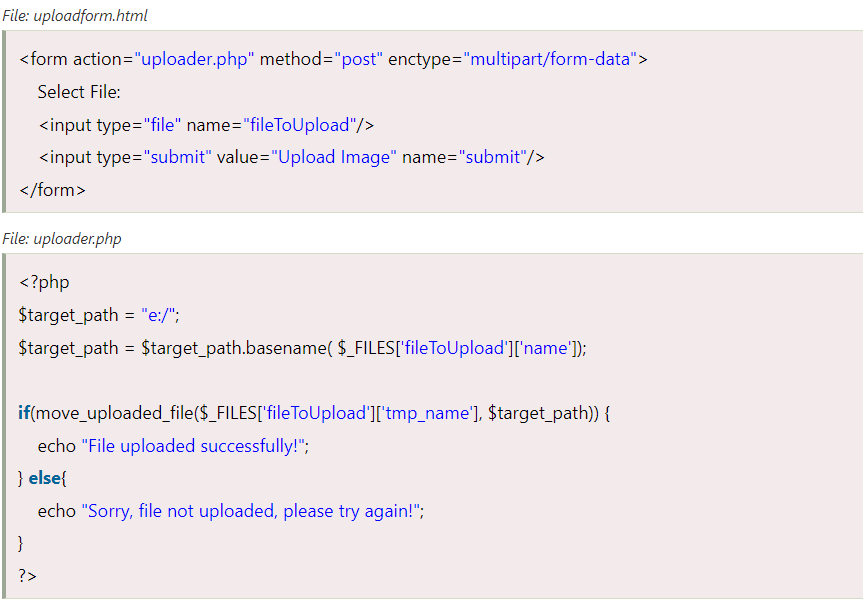 File: uploadform.html
<form action="uploader.php" method="post" enctype="multipart/form-data">
Select File:
<input type="file" name="fileToUpload"/>
<input type="submit" value="Upload Image" name="submit"/>
</form>
File: uploader.php
<?php
$target_path = "e:/";
$target_path = $target_path.basename( $_FILES['fileToUpload']['name']);
if(move_uploaded_file($_FILES['fileToUpload']['tmp_name'], $target_path)) {
echo "File uploaded successfully!";
} else{
echo "Sorry, file not uploaded, please try again!";
}
?>